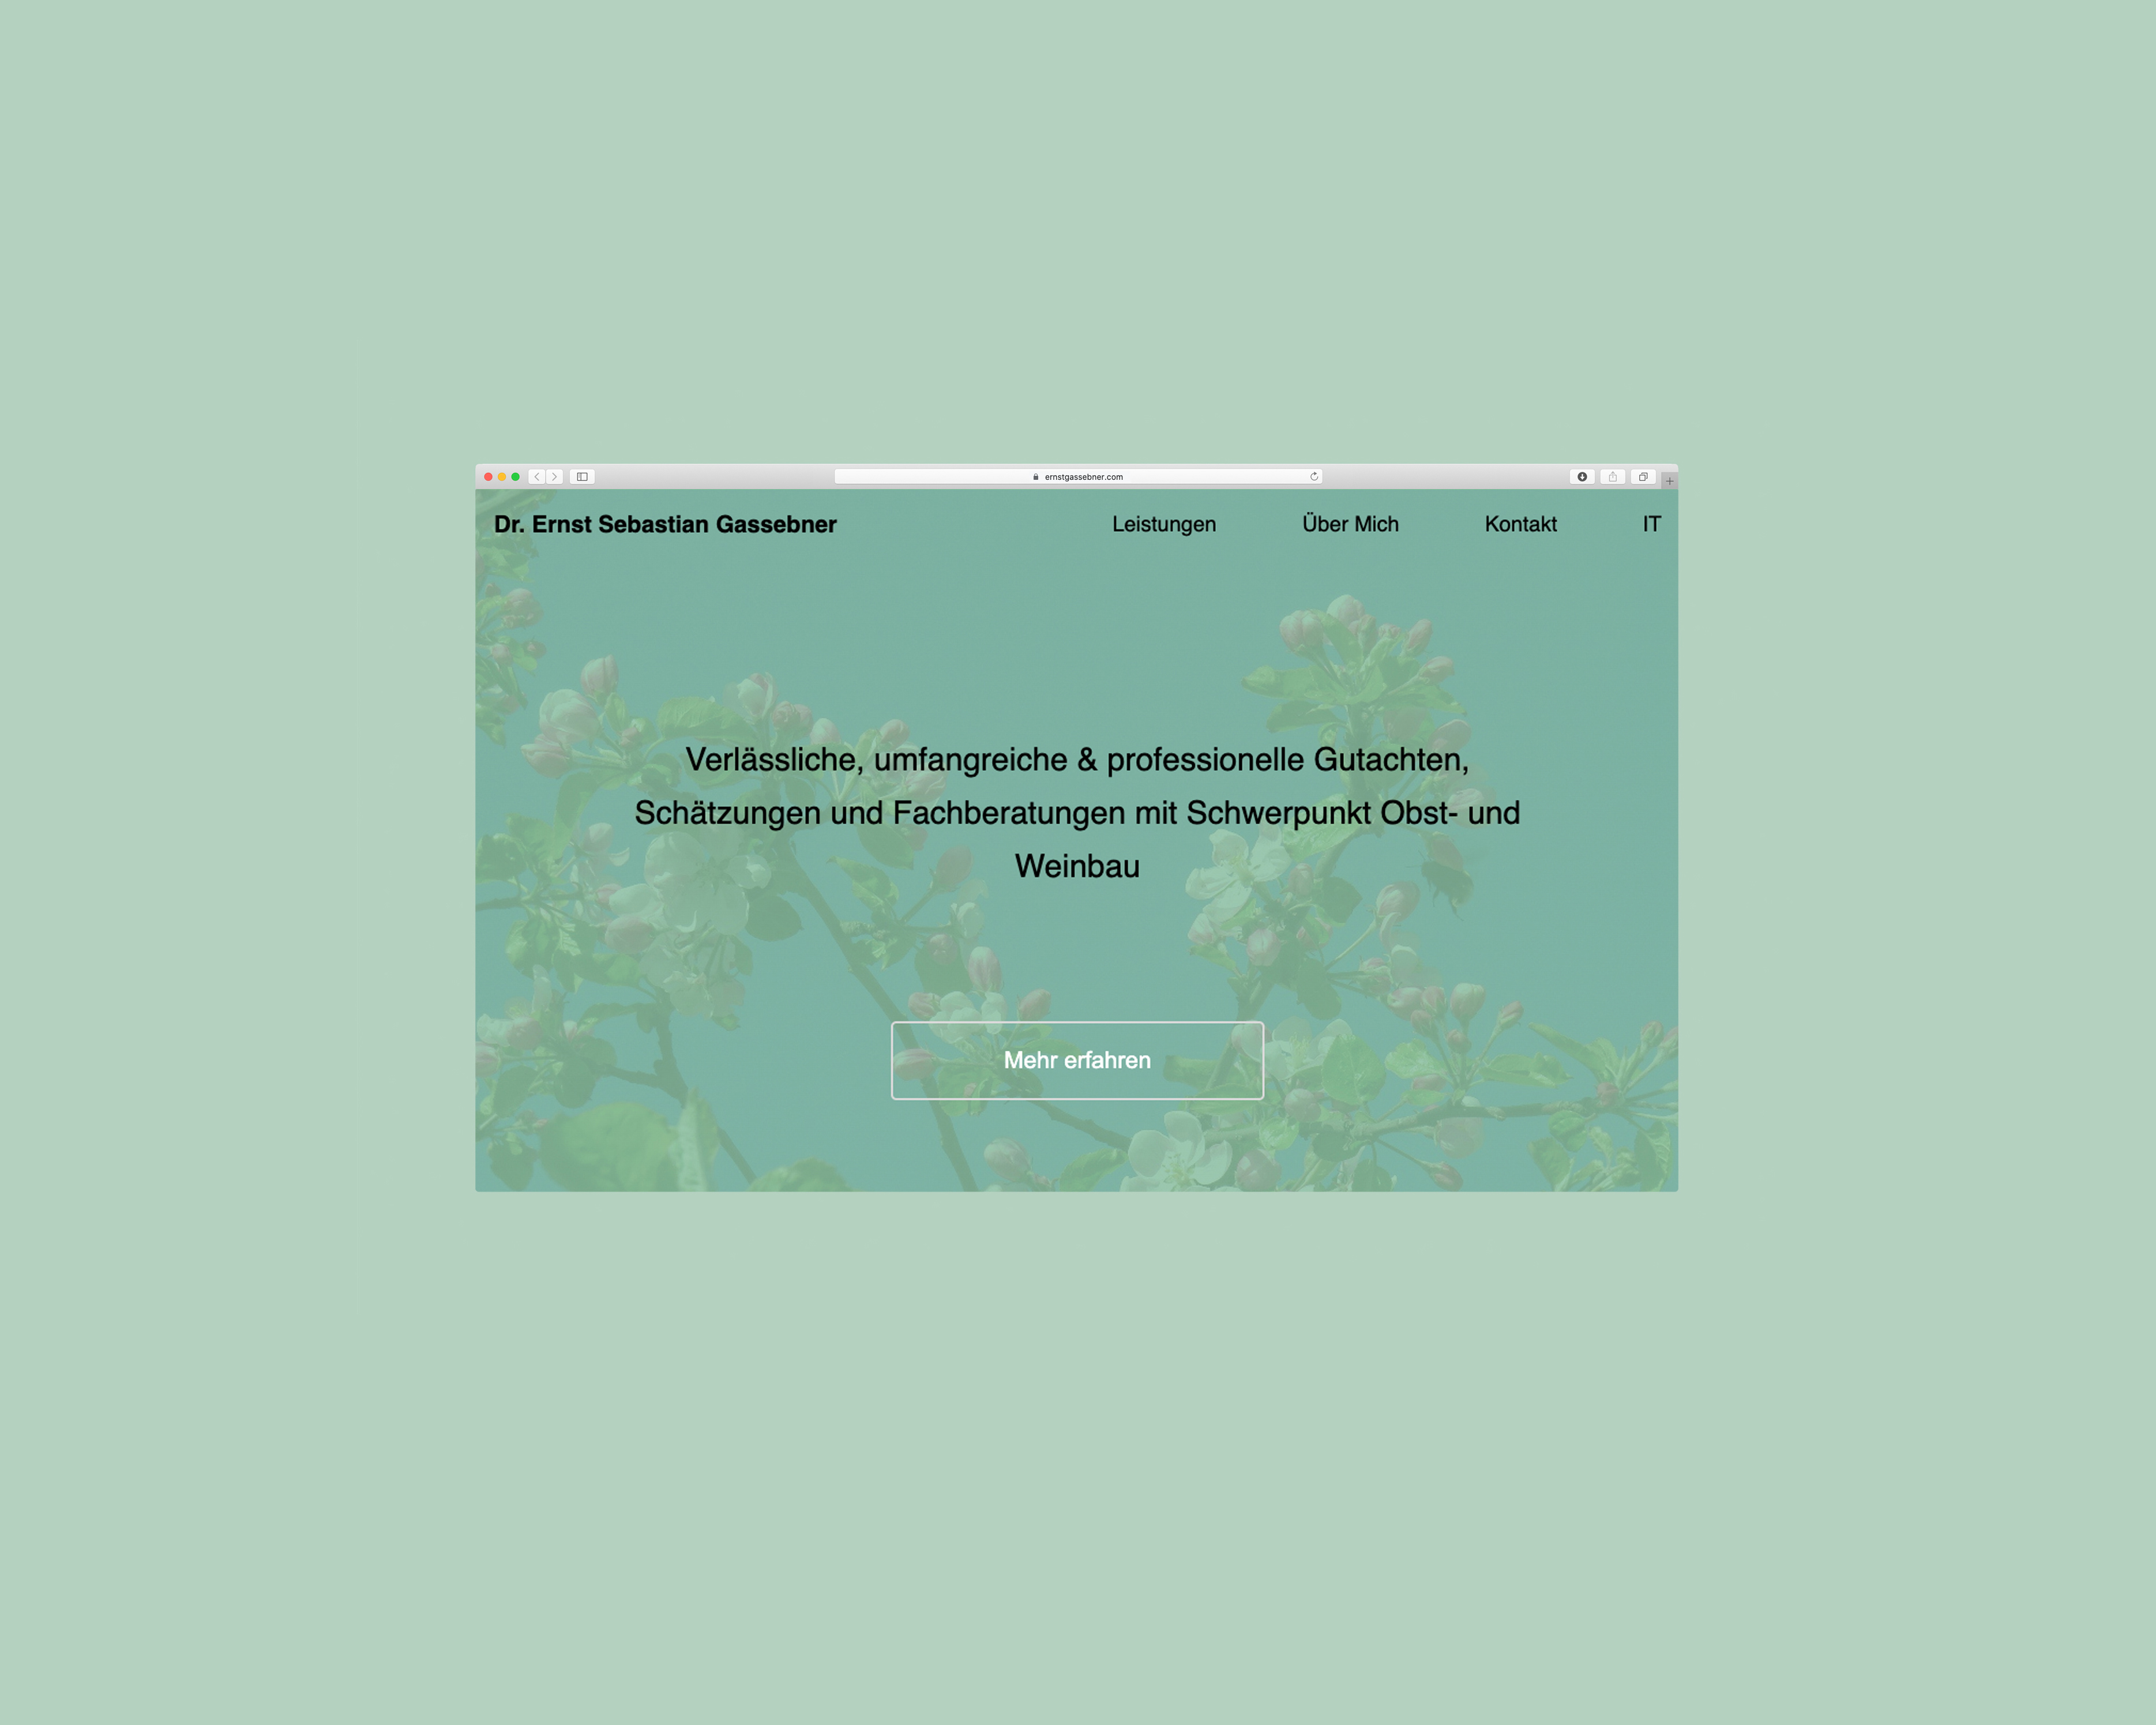 ernstgassebner.com
Dr. Ernst Sebastian Gassebner
Leistungen
Über Mich
Kontakt
IT
Verlässliche, umfangreiche & professionelle Gutachten,
Schätzungen und Fachberatungen mit Schwerpunkt Obst- und
Weinbau
Mehr erfahren